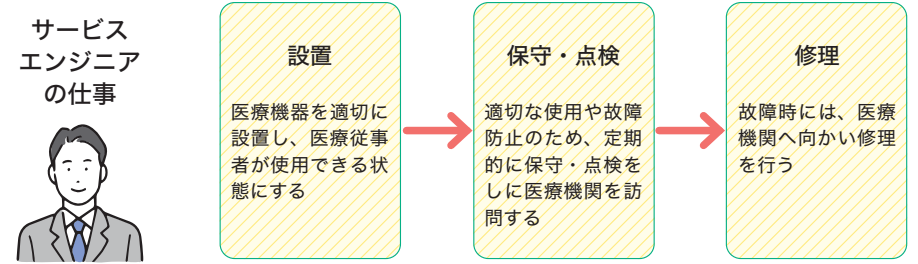 サービス
エンジニア
の仕事
設置
医療機器を適切に
設置し、医療従事
者が使用できる状
態にする
保守・点検
適切な使用や故障
防止のため、定期
的に保守・点検を
しに医療機関を訪
問する
修理
故障時には、医療
機関へ向かい修理
を行う